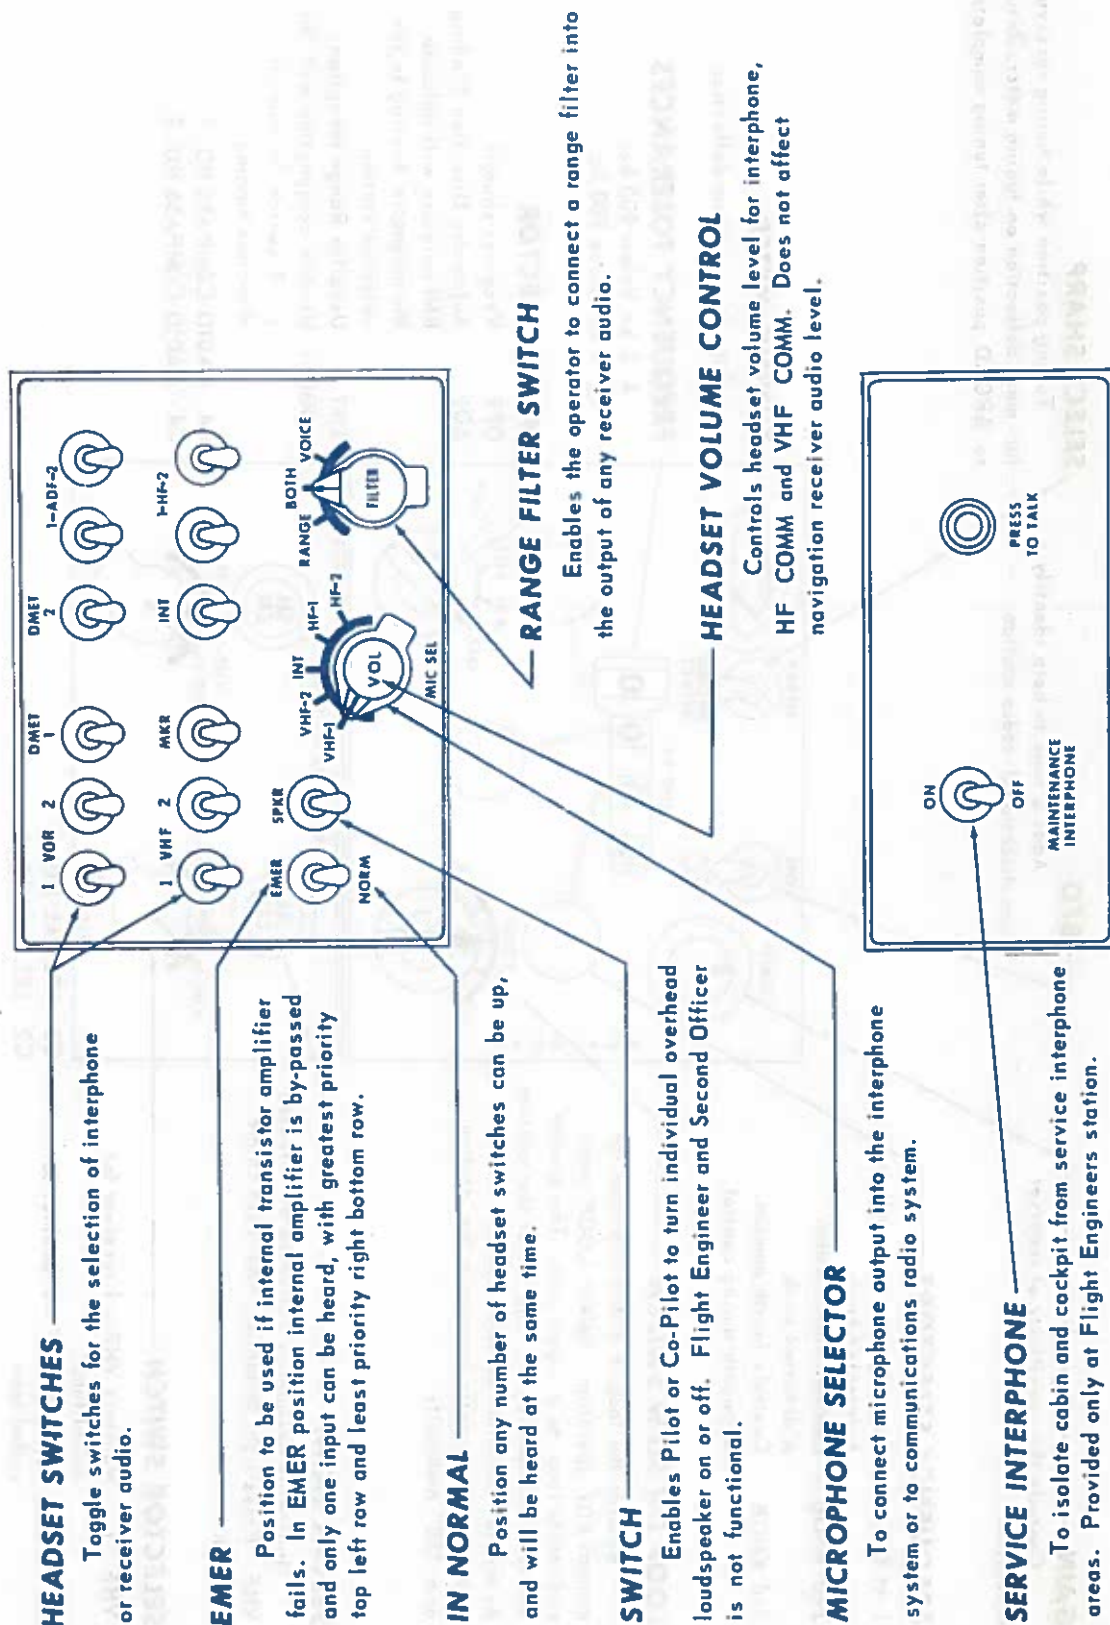 HEADSET SWITCHES
Toggle switches for the selection of interphone
or receiver audio.
EMER
Position to be used if internal transistor amplifier
fails. In EMER position internal amplifier is by-passed
and only one input can be heard, with greatest priority
top left row and least priority right bottom row.
IN NORMAL
Position any number of headset switches can be up,
and will be heard at the same time.
SWITCH
Enables Pilot or Co-Pilot to turn individual overhead
loudspeaker on or off. Flight Engineer and Second Officer
is not functional.
MICROPHONE SELECTOR
To connect microphone output into the interphone
system or to communications radio system.
SERVICE INTERPHONE
To isolate cabin and cockpit from service interphone
areas. Provided only at Flight Engineers station.
1 VOR 2
DMET
1
DMET
2
1-ADF-2
1 VHF 2
MKR
INT
1-HF-2
EMER
NORM
SPKR
VHF-1
VHF-2
INT
HF-1
HF-2
VOL
MIC SEL
RANGE
BOTH
VOICE
FILTER
RANGE FILTER SWITCH
Enables the operator to connect a range filter into
the output of any receiver audio.
HEADSET VOLUME CONTROL
Controls headset volume level for interphone,
HF COMM and VHF COMM. Does not affect
navigation receiver audio level.
ON
OFF
MAINTENANCE
INTERPHONE
PRESS
TO TALK